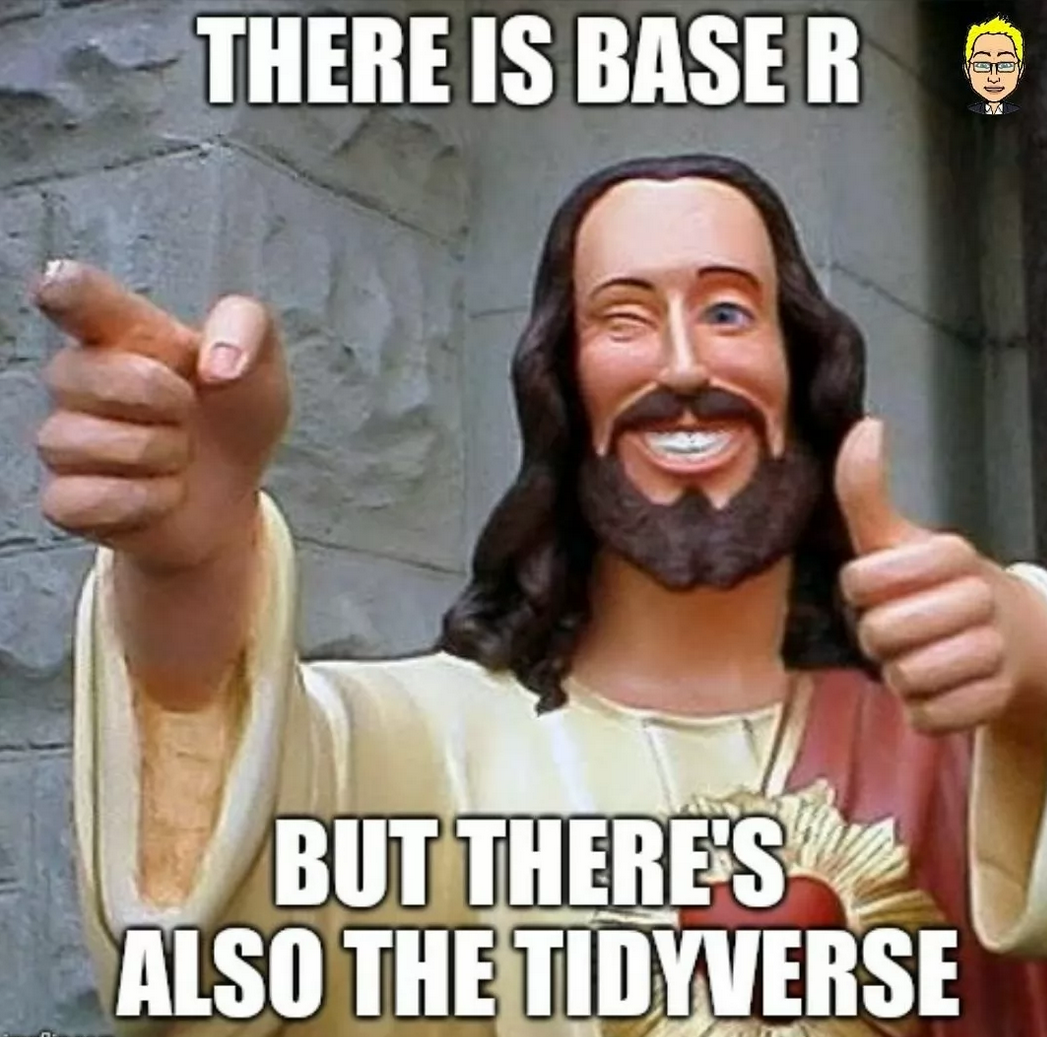 THERE IS BASE R
BUT THERE'S
ALSO THE TIDYVERSE